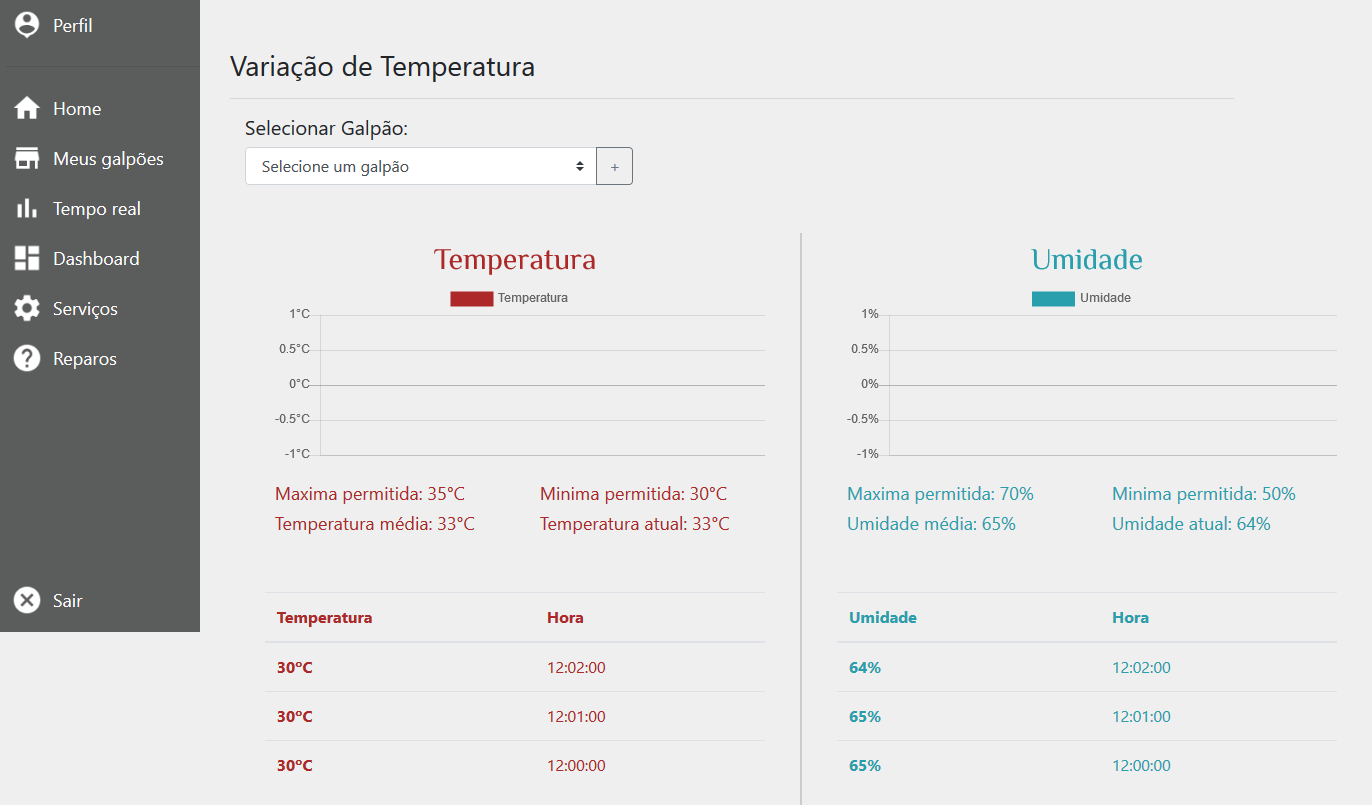 Perfil
Home
Meus galpões
Tempo real
Dashboard
Serviços
Reparos
Sair
Variação de Temperatura
Selecionar Galpão:
Selecione um galpão +
Temperatura
Temperatura
1°C
0.5°C
0°C
-0.5°C
-1°C
Maxima permitida: 35°C Minima permitida: 30°C
Temperatura média: 33°C Temperatura atual: 33°C
Temperatura Hora
30ºC 12:02:00
30ºC 12:01:00
30ºC 12:00:00
Umidade
Umidade
1%
0.5%
0%
-0.5%
-1%
Maxima permitida: 70% Minima permitida: 50%
Umidade média: 65% Umidade atual: 64%
Umidade Hora
64% 12:02:00
65% 12:01:00
65% 12:00:00